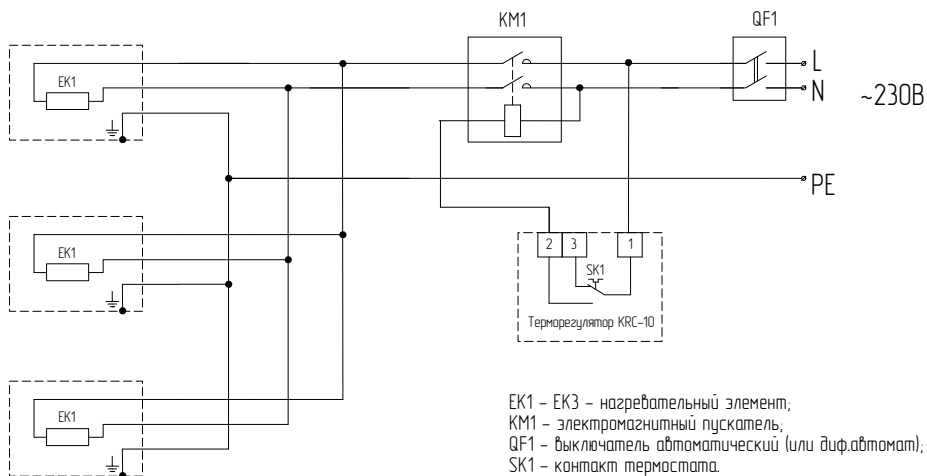 KM1
QF1
EK1
L
N
~230В
PE
EK1
2 3 1
SK1
Терморегулятор KRC-10
EK1
EK1 - EK3 - нагревательный элемент;
KM1 - электромагнитный пускатель;
QF1 - выключатель автоматический (или диф.автомат);
SK1 - контакт термостата.